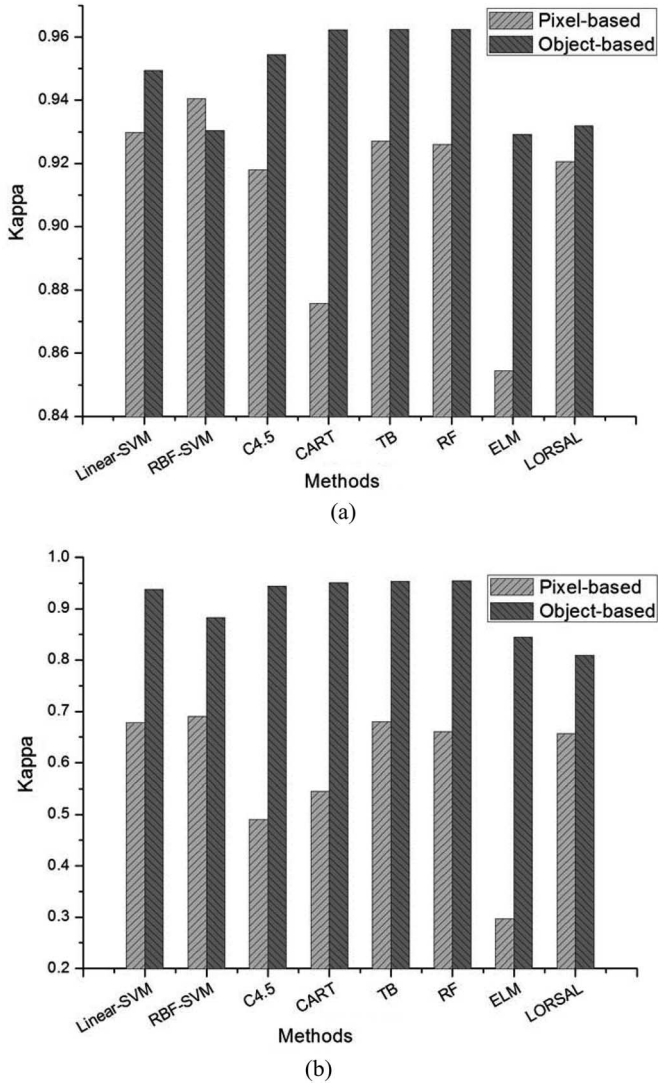 Pixel-based
Object-based
0.96
0.94
0.92
0.90
0.88
0.86
0.84
Kappa
Linear-SVM
RBF-SVM
C4.5
CART
TB
RF
ELM
LORSAL
Methods
(a)
Pixel-based
Object-based
1.0
0.9
0.8
0.7
0.6
0.5
0.4
0.3
0.2
Kappa
Linear-SVM
RBF-SVM
C4.5
CART
TB
RF
ELM
LORSAL
Methods
(b)